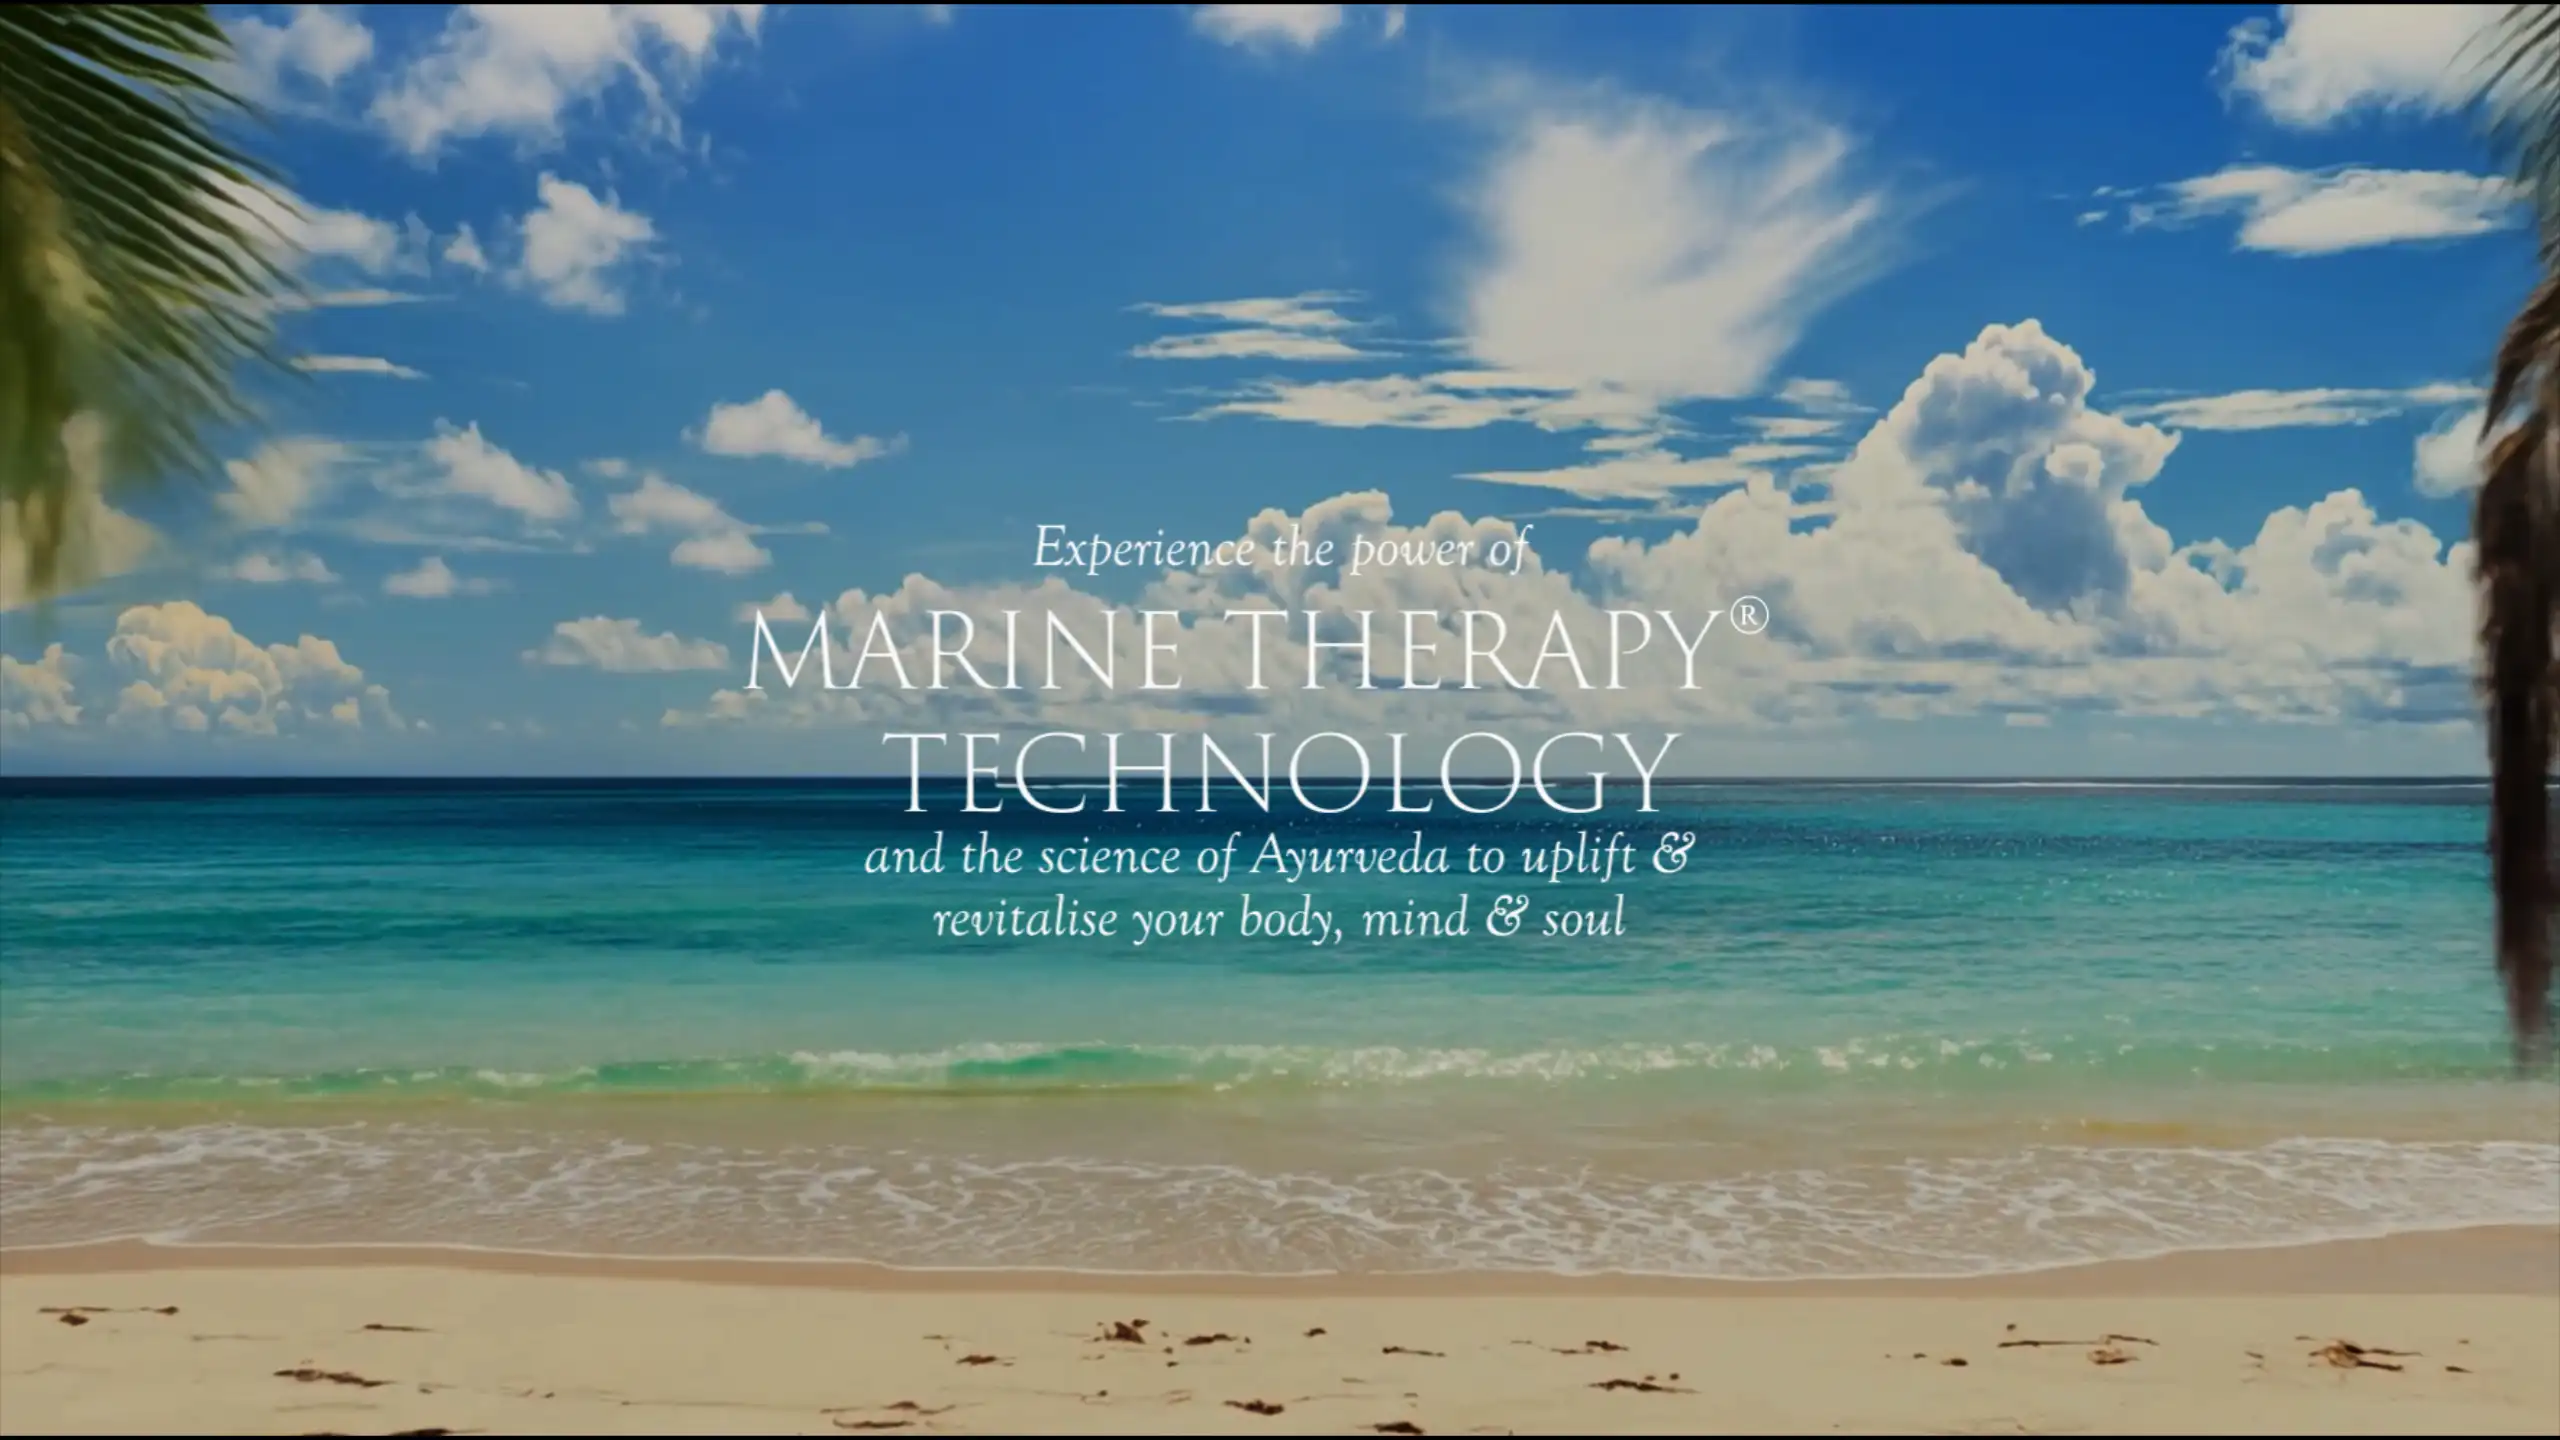 Experience the power of
MARINE THERAPY®
TECHNOLOGY
and the science of Ayurveda to uplift &
revitalise your body, mind & soul